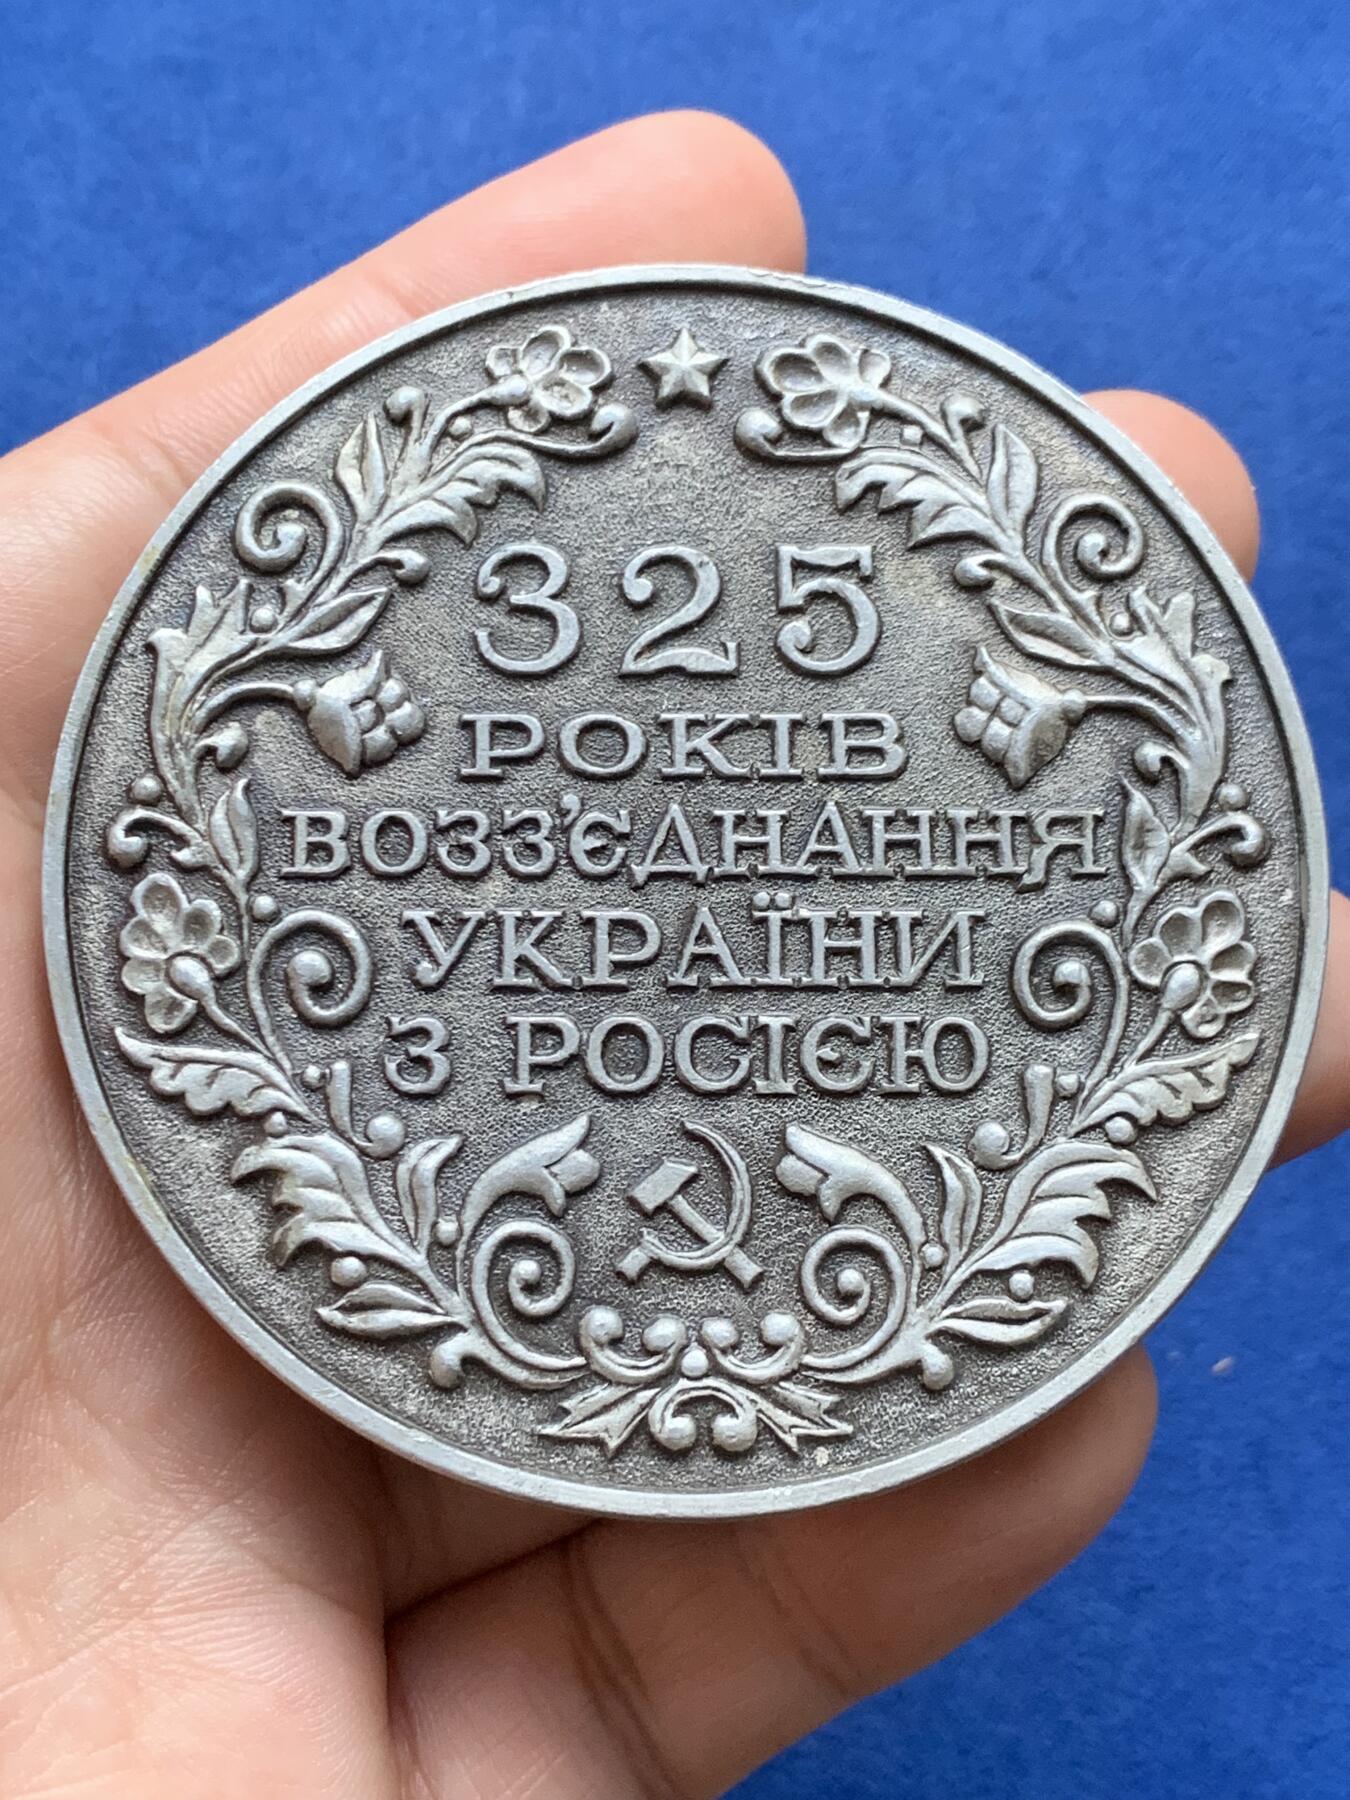 325
РОКІВ
ВОЗЗ'ЄДНАННЯ
УКРАЇНИ
З РОСІЄЮ